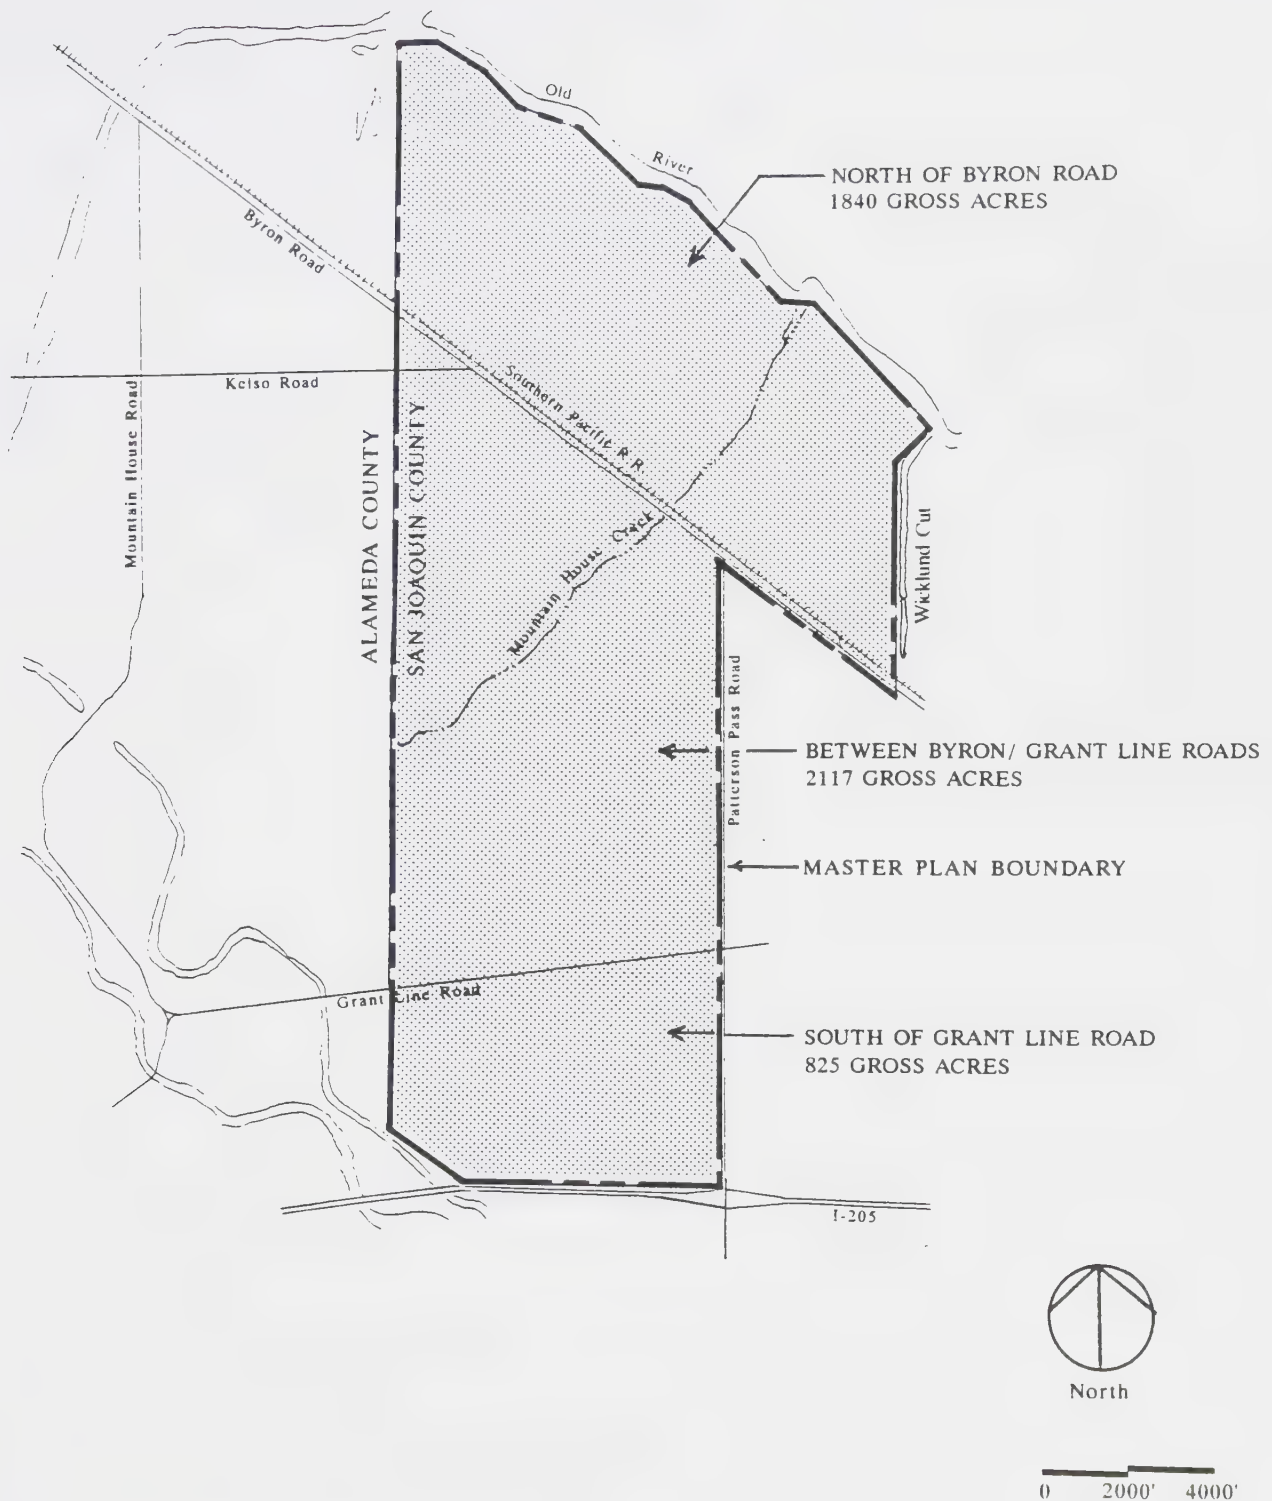 Old
River
NORTH OF BYRON ROAD
1840 GROSS ACRES
Byron Road
Kelso Road
Southern Pacific R.R.
Mountain House Road
ALAMEDA COUNTY
SAN JOAQUIN COUNTY
Mountain House Crack
Wicklund Cut
Patterson Pass Road
BETWEEN BYRON/ GRANT LINE ROADS
2117 GROSS ACRES
MASTER PLAN BOUNDARY
Grant Line Road
SOUTH OF GRANT LINE ROAD
825 GROSS ACRES
I-205
North
0 2000' 4000'